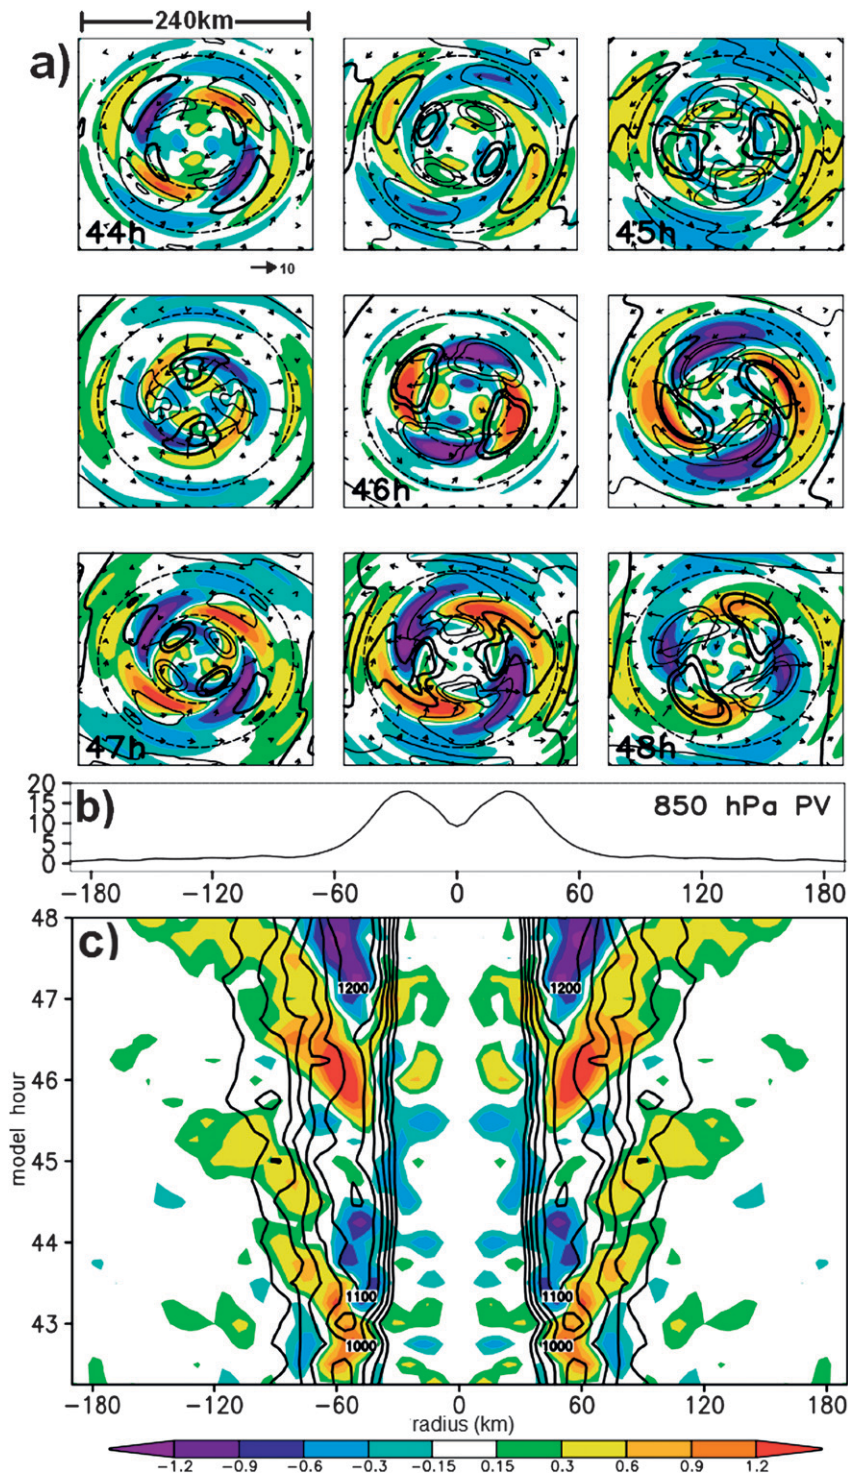 240km
a)
44h
45h
10
46h
47h
48h
b)
850 hPa PV
20
15
10
5
0
−180 −120 −60 0 60 120 180
c)
model hour
48
47
46
45
44
43
1200 1200
1100 1100
1000 1000
−180 −120 −60 0 60 120 180
radius (km)
−1.2 −0.9 −0.6 −0.3 −0.15 0.15 0.3 0.6 0.9 1.2